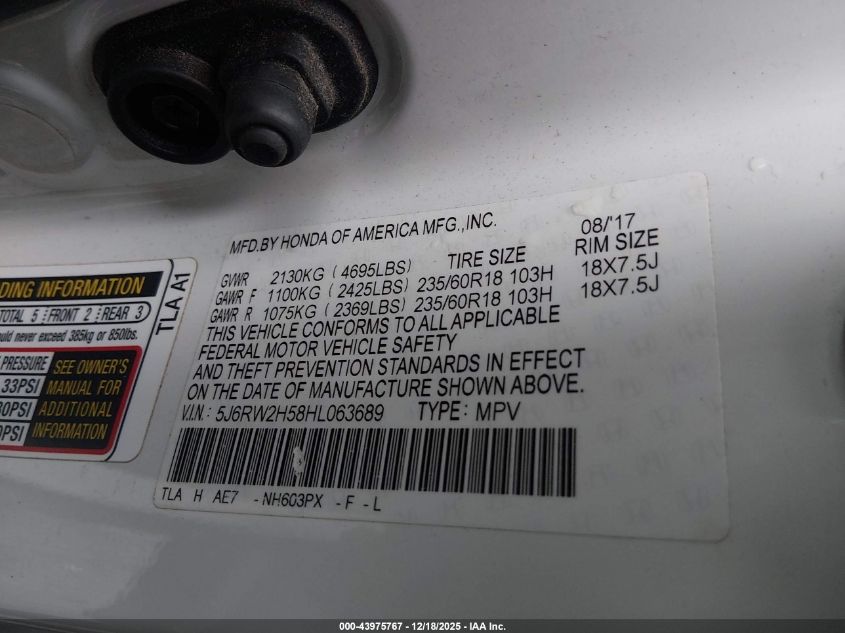 MFD.BY HONDA OF AMERICA MFG.,INC. 08/'17
GVWR 2130KG (4695LBS) TIRE SIZE RIM SIZE
GAWR F 1100KG (2425LBS) 235/60R18 103H 18X7.5J
GAWR R 1075KG (2369LBS) 235/60R18 103H 18X7.5J
THIS VEHICLE CONFORMS TO ALL APPLICABLE
FEDERAL MOTOR VEHICLE SAFETY
AND THEFT PREVENTION STANDARDS IN EFFECT
ON THE DATE OF MANUFACTURE SHOWN ABOVE.
V.I.N.: 5J6RW2H58HL063689 TYPE: MPV
TLA H AE7 -NH603PX -F -L
INFORMATION
TOTAL 5 FRONT 2 REAR 3
never exceed 385kg or 850lbs.
PRESSURE
33PSI
PSI
SEE OWNER'S
MANUAL FOR
ADDITIONAL
INFORMATION
TLA A1
000-43975767 - 12/18/2025 - IAA Inc.